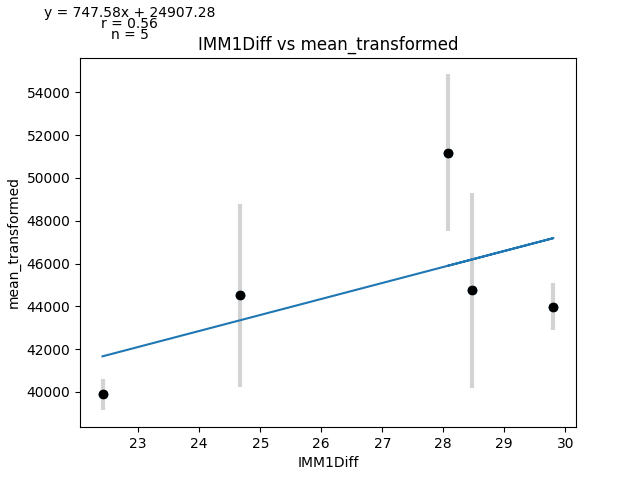 y = 747.58x + 24907.28
r = 0.56
n = 5
IMM1Diff vs mean_transformed
mean_transformed
54000
52000
50000
48000
46000
44000
42000
40000
23 24 25 26 27 28 29 30
IMM1Diff